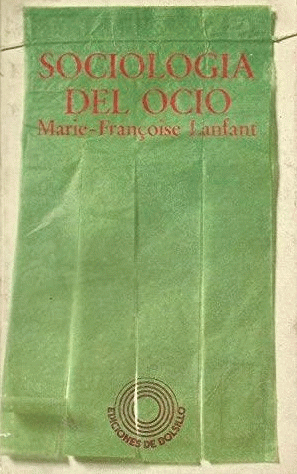 SOCIOLOGIA
DEL OCIO
Marie-Françoise Lanfant
EDICIONES DE BOLSILLO